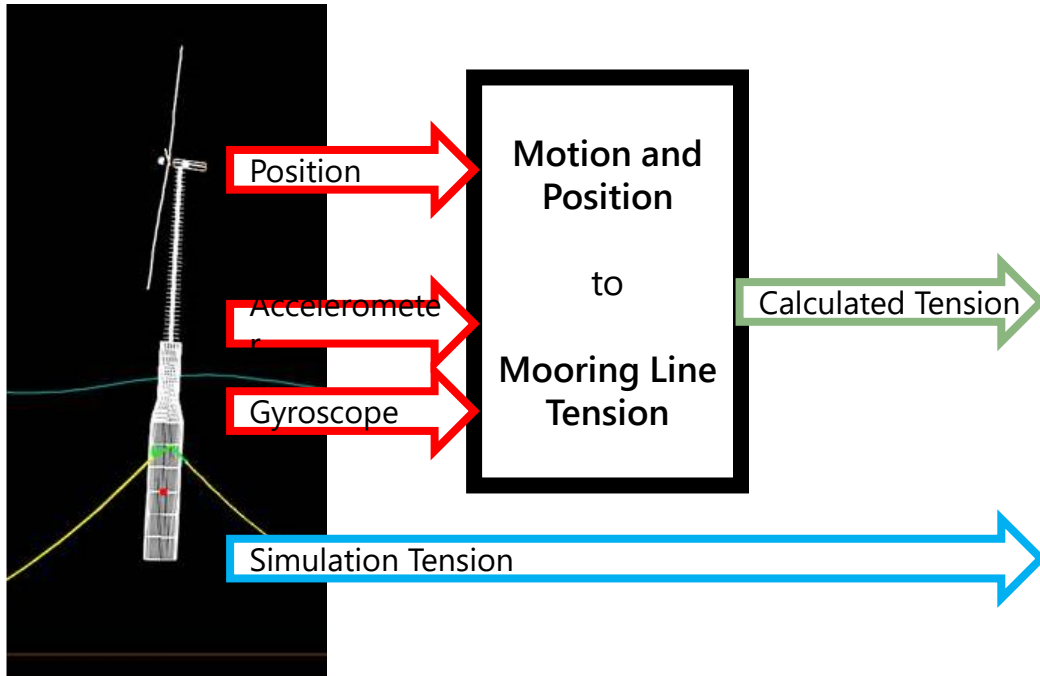 Position
Acceleromete
r
Gyroscope
Motion and
Position
to
Mooring Line
Tension
Calculated Tension
Simulation Tension